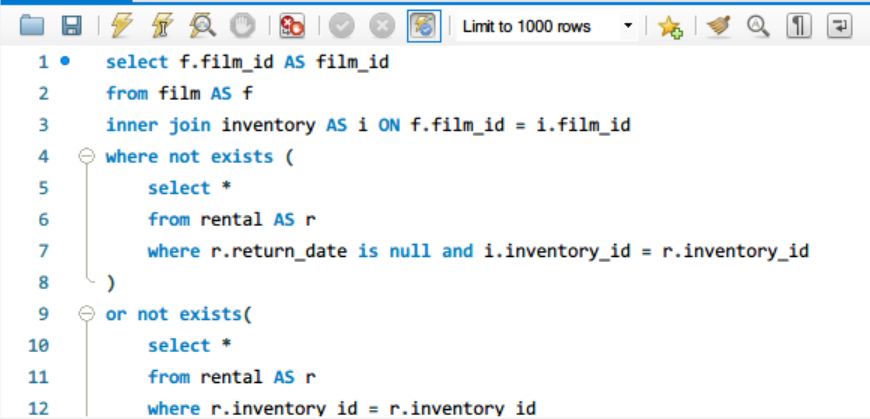 Limit to 1000 rows
1 select f.film_id AS film_id
2 from film AS f
3 inner join inventory AS i ON f.film_id = i.film_id
4 where not exists (
5 select *
6 from rental AS r
7 where r.return_date is null and i.inventory_id = r.inventory_id
8 )
9 or not exists(
10 select *
11 from rental AS r
12 where r.inventory_id = r.inventory_id